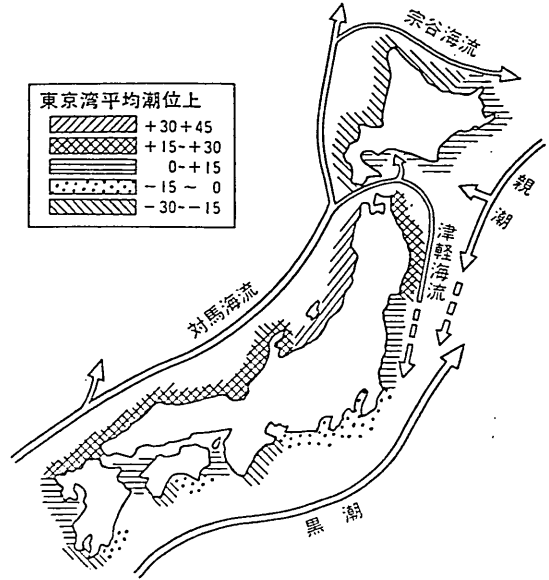 宗谷海流
東京湾平均潮位上
+30+45
+15~+30
0~+15
-15~0
-30~-15
親潮
津軽海流
対馬海流
黒潮